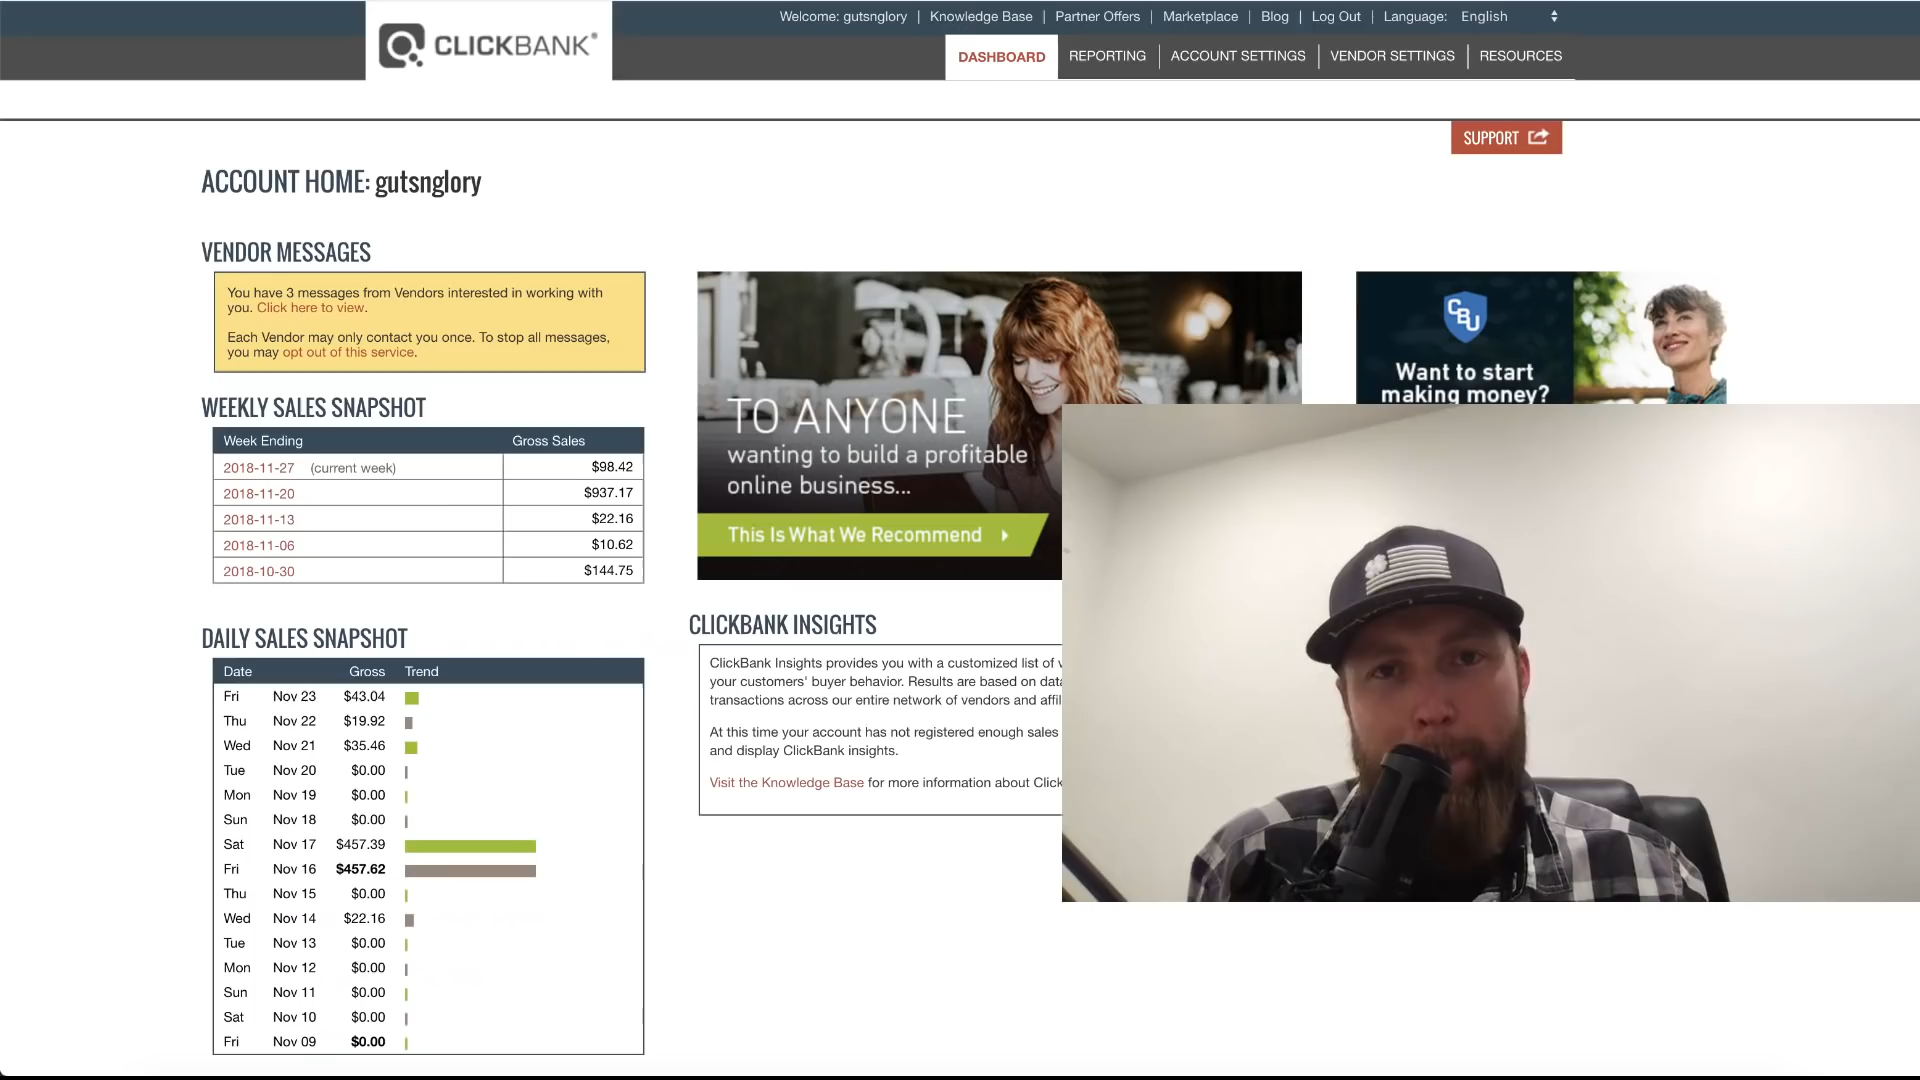 Welcome: gutsnglory | Knowledge Base | Partner Offers | Marketplace | Blog | Log Out | Language: English
CLICKBANK®
DASHBOARD REPORTING ACCOUNT SETTINGS VENDOR SETTINGS RESOURCES
SUPPORT
ACCOUNT HOME: gutsnglory
VENDOR MESSAGES
You have 3 messages from Vendors interested in working with
you. Click here to view.
Each Vendor may only contact you once. To stop all messages,
you may opt out of this service.
WEEKLY SALES SNAPSHOT
Week Ending Gross Sales
2018-11-27 (current week) $98.42
2018-11-20 $937.17
2018-11-13 $22.16
2018-11-06 $10.62
2018-10-30 $144.75
DAILY SALES SNAPSHOT
Date Gross Trend
Fri Nov 23 $43.04
Thu Nov 22 $19.92
Wed Nov 21 $35.46
Tue Nov 20 $0.00
Mon Nov 19 $0.00
Sun Nov 18 $0.00
Sat Nov 17 $457.39
Fri Nov 16 $457.62
Thu Nov 15 $0.00
Wed Nov 14 $22.16
Tue Nov 13 $0.00
Mon Nov 12 $0.00
Sun Nov 11 $0.00
Sat Nov 10 $0.00
Fri Nov 09 $0.00
TO ANYONE
wanting to build a profitable
online business...
This Is What We Recommend
CBU
Want to start
making money?
CLICKBANK INSIGHTS
ClickBank Insights provides you with a customized list of
your customers' buyer behavior. Results are based on
transactions across our entire network of vendors and
At this time your account has not registered enough sales
and display ClickBank insights.
Visit the Knowledge Base for more information about